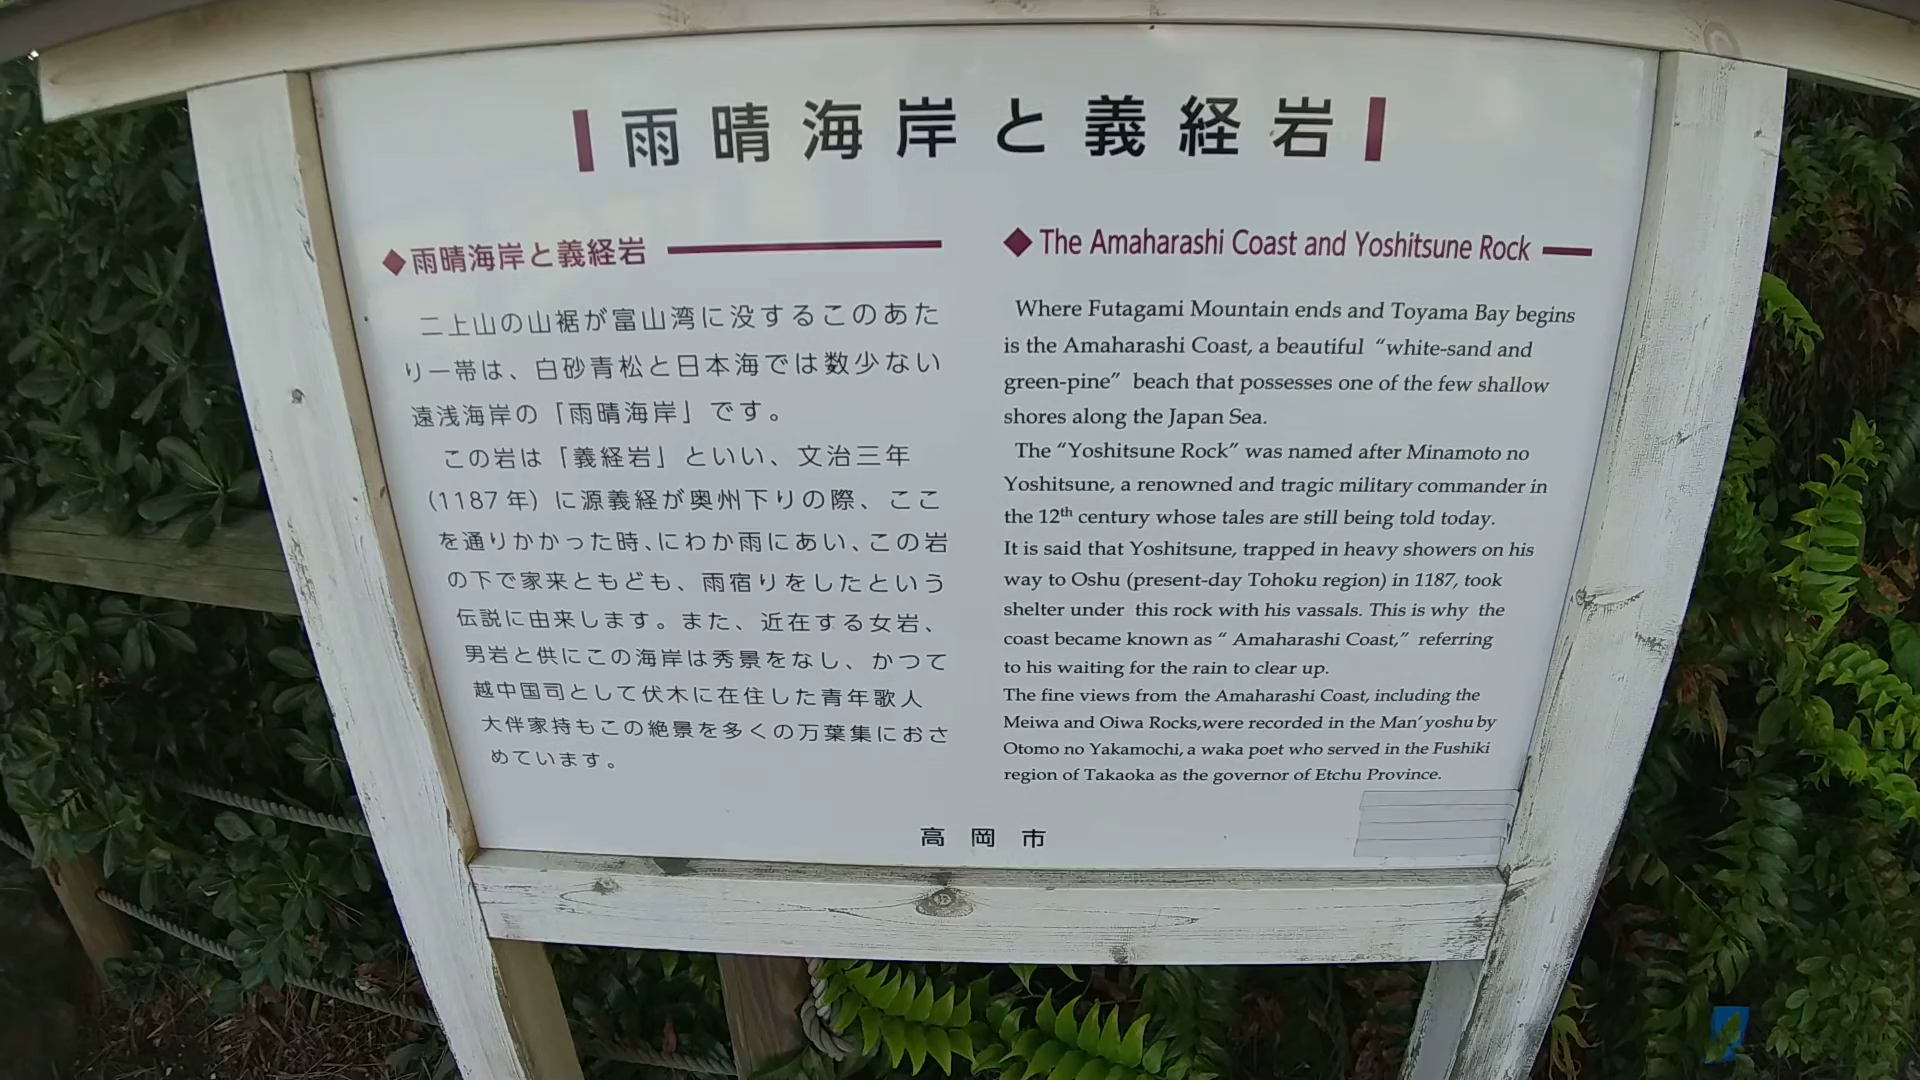 雨晴海岸と義経岩
◆雨晴海岸と義経岩
二上山の山裾が富山湾に没するこのあた
り一帯は、白砂青松と日本海では数少ない
遠浅海岸の「雨晴海岸」です。
この岩は「義経岩」といい、文治三年
(1187年) に源義経が奥州下りの際、ここ
を通りかかった時、にわか雨にあい、この岩
の下で家来ともども、雨宿りをしたという
伝説に由来します。また、近在する女岩、
男岩と供にこの海岸は秀景をなし、かつて
越中国司として伏木に在住した青年歌人
大伴家持もこの絶景を多くの万葉集におさ
めています。
◆The Amaharashi Coast and Yoshitsune Rock
Where Futagami Mountain ends and Toyama Bay begins
is the Amaharashi Coast, a beautiful “white-sand and
green-pine” beach that possesses one of the few shallow
shores along the Japan Sea.
The “Yoshitsune Rock” was named after Minamoto no
Yoshitsune, a renowned and tragic military commander in
the 12th century whose tales are still being told today.
It is said that Yoshitsune, trapped in heavy showers on his
way to Oshu (present-day Tohoku region) in 1187, took
shelter under this rock with his vassals. This is why the
coast became known as “ Amaharashi Coast,” referring
to his waiting for the rain to clear up.
The fine views from the Amaharashi Coast, including the
Meiwa and Oiwa Rocks,were recorded in the Man’yoshu by
Otomo no Yakamochi, a waka poet who served in the Fushiki
region of Takaoka as the governor of Etchu Province.
高岡市